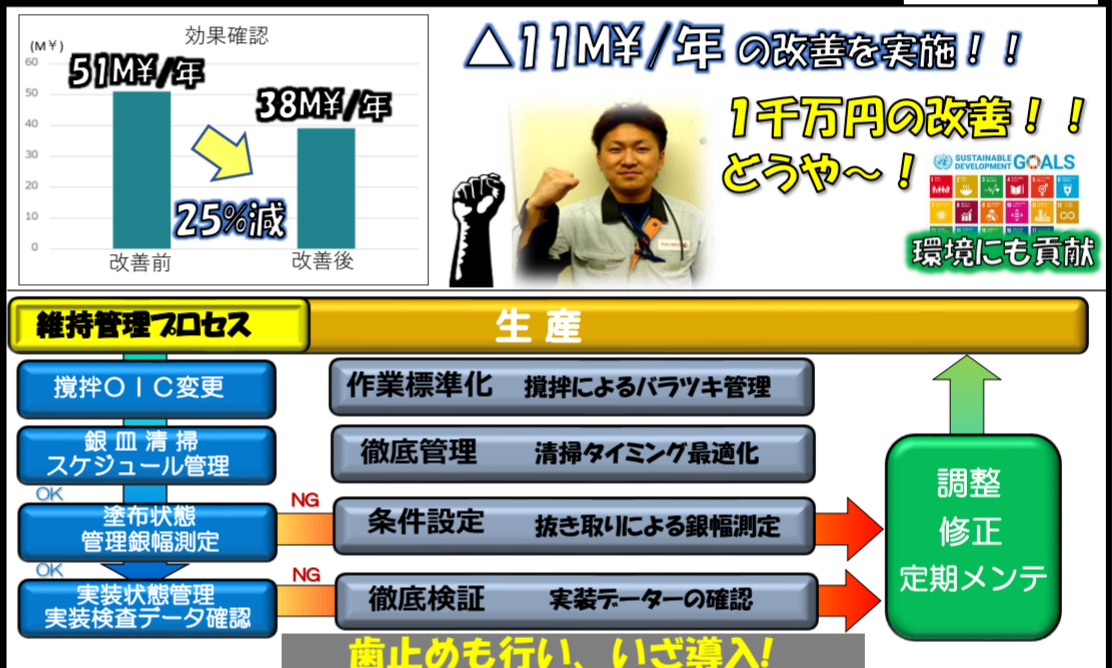 効果確認
(M¥)
60
50
40
30
20
10
0
51M¥/年
38M¥/年
25%減
改善前
改善後
△11M¥/年 の改善を実施！！
1千万円の改善！！
どうや～！
SUSTAINABLE
DEVELOPMENT GOALS
環境にも貢献
維持管理プロセス
生 産
撹拌ＯＩＣ変更
作業標準化 撹拌によるバラツキ管理
銀 皿 清 掃
スケジュール管理
徹底管理 清掃タイミング最適化
OK
NG
塗布状態
管理銀幅測定
条件設定 抜き取りによる銀幅測定
OK
NG
実装状態管理
実装検査データ確認
徹底検証 実装データーの確認
調整
修正
定期メンテ
歯止めも行い、いざ導入!